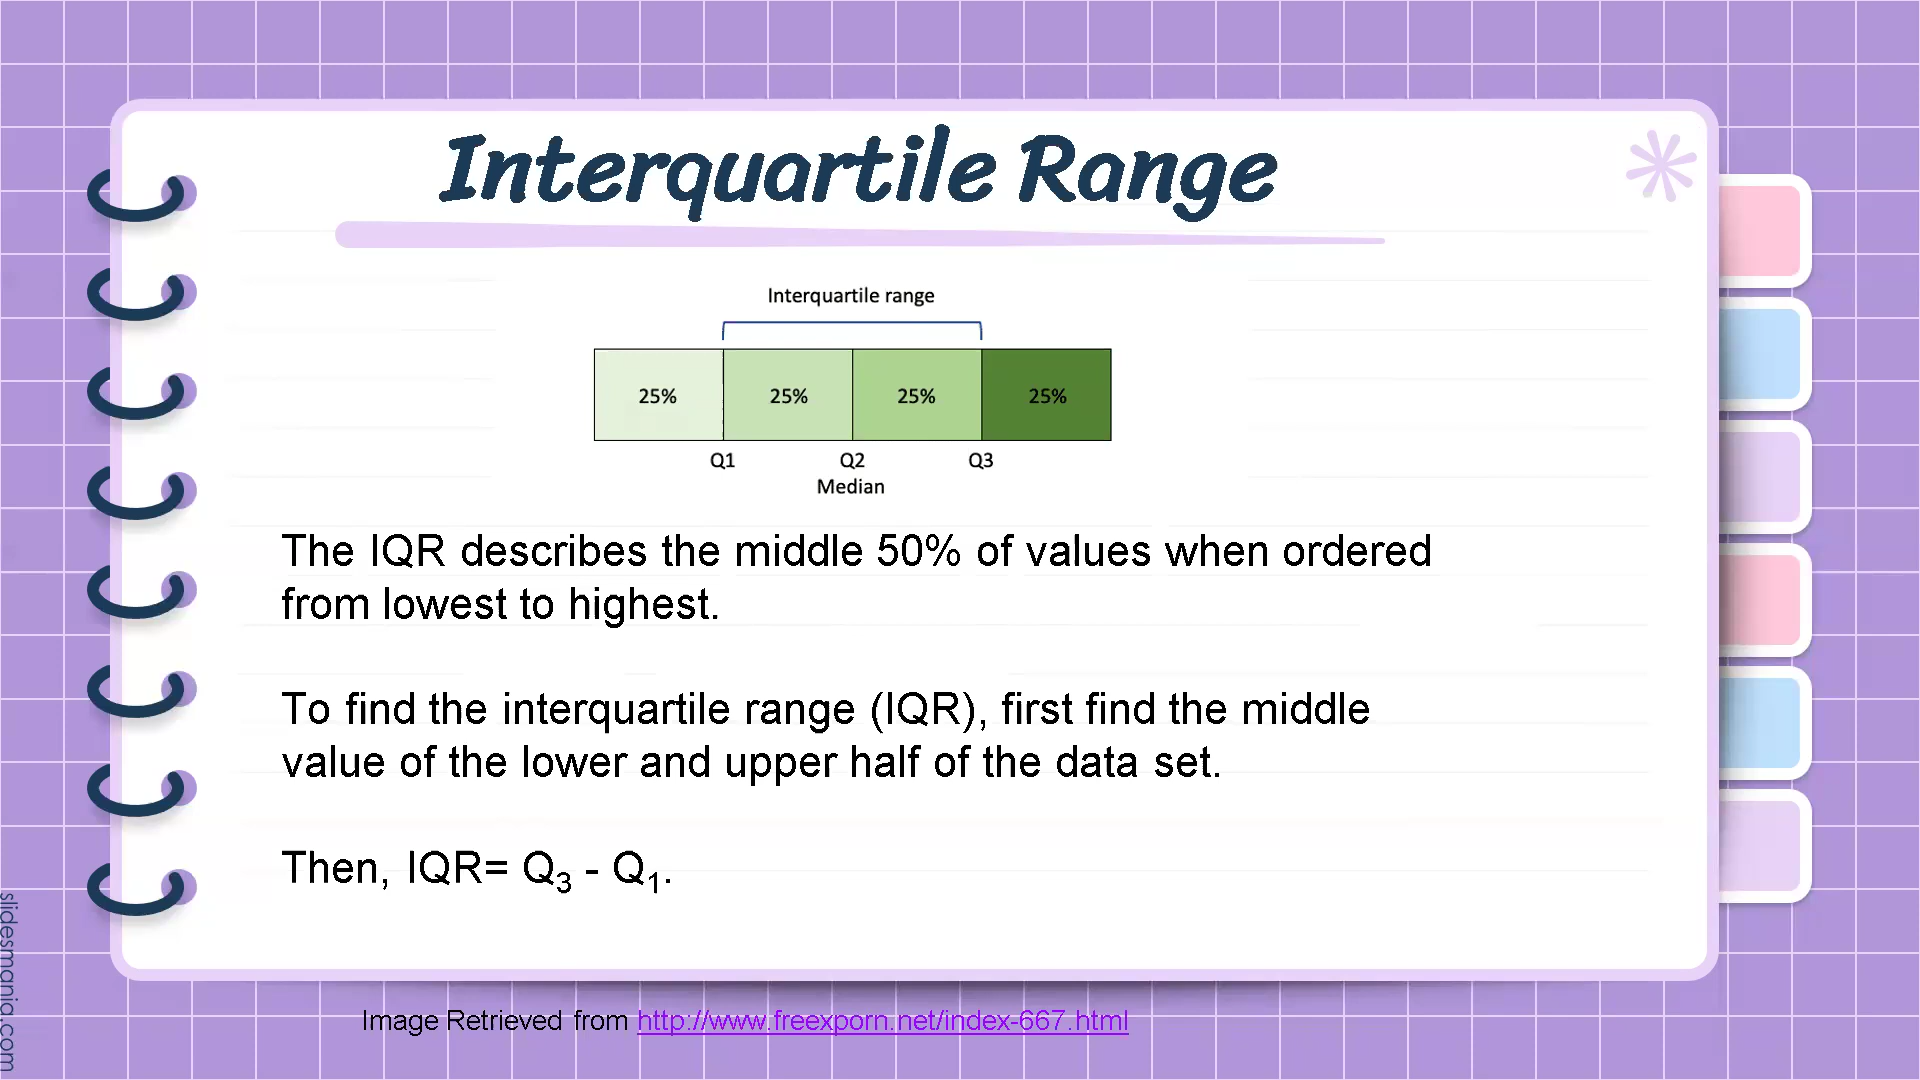 Interquartile Range
Interquartile range
25% 25% 25% 25%
Q1 Q2 Q3
Median
The IQR describes the middle 50% of values when ordered
from lowest to highest.
To find the interquartile range (IQR), first find the middle
value of the lower and upper half of the data set.
Then, IQR= Q₃ - Q₁.
Image Retrieved from http://www.freexporn.net/index-667.html
slidesmania.com